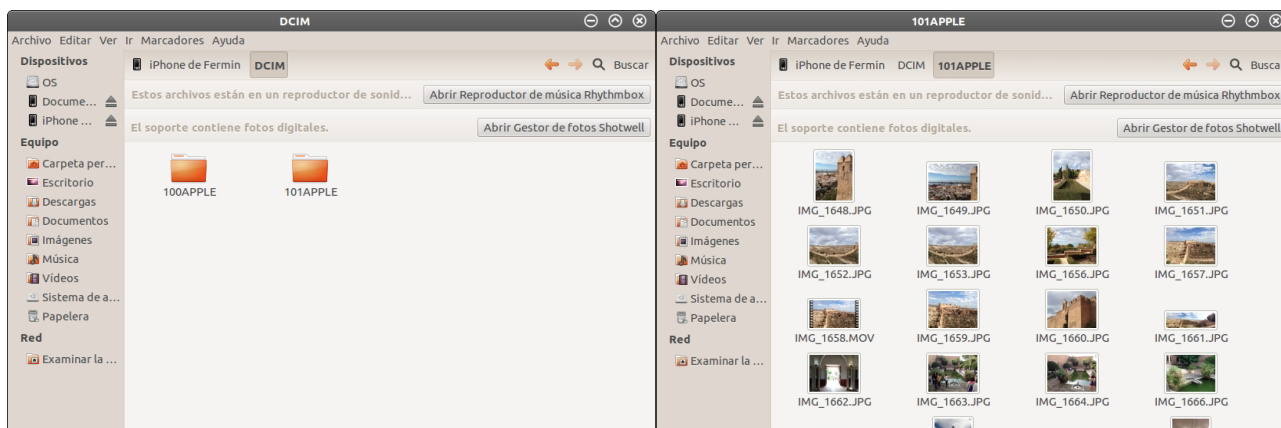 DCIM
Archivo Editar Ver Ir Marcadores Ayuda
Dispositivos
OS
Docume...
iPhone ...
Equipo
Carpeta per...
Escritorio
Descargas
Documentos
Imágenes
Música
Vídeos
Sistema de a...
Papelera
Red
Examinar la ...
iPhone de Fermín DCIM
Buscar
Estos archivos están en un reproductor de sonid... Abrir Reproductor de música Rhythmbox
El soporte contiene fotos digitales. Abrir Gestor de fotos Shotwell
100APPLE 101APPLE
101APPLE
Archivo Editar Ver Ir Marcadores Ayuda
Dispositivos
OS
Docume...
iPhone ...
Equipo
Carpeta per...
Escritorio
Descargas
Documentos
Imágenes
Música
Vídeos
Sistema de a...
Papelera
Red
Examinar la ...
iPhone de Fermín DCIM 101APPLE
Busca
Estos archivos están en un reproductor de sonid... Abrir Reproductor de música Rhythmbox
El soporte contiene fotos digitales. Abrir Gestor de fotos Shotwell
IMG_1648.JPG IMG_1649.JPG IMG_1650.JPG IMG_1651.JPG
IMG_1652.JPG IMG_1653.JPG IMG_1656.JPG IMG_1657.JPG
IMG_1658.MOV IMG_1659.JPG IMG_1660.JPG IMG_1661.JPG
IMG_1662.JPG IMG_1663.JPG IMG_1664.JPG IMG_1666.JPG